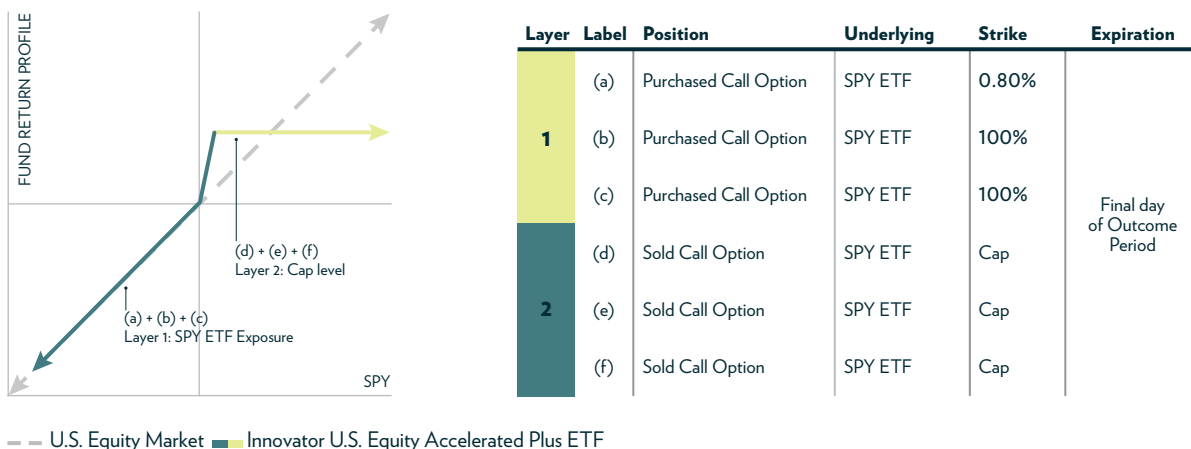 FUND RETURN PROFILE
(d) + (e) + (f)
Layer 2: Cap level
(a) + (b) + (c)
Layer 1: SPY ETF Exposure
SPY
U.S. Equity Market Innovator U.S. Equity Accelerated Plus ETF
Layer Label Position Underlying Strike Expiration
1
(a) Purchased Call Option SPY ETF 0.80%
(b) Purchased Call Option SPY ETF 100%
(c) Purchased Call Option SPY ETF 100%
2
(d) Sold Call Option SPY ETF Cap
(e) Sold Call Option SPY ETF Cap
(f) Sold Call Option SPY ETF Cap
Final day
of Outcome
Period